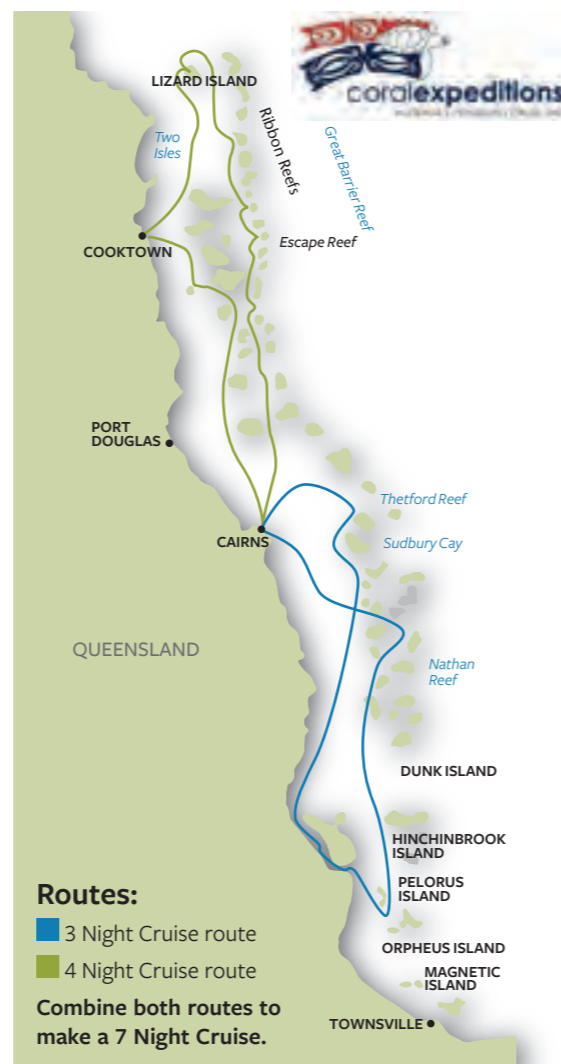 coralexpeditions
LIZARD ISLAND
Two
Isles
Ribbon Reefs
Great Barrier Reef
Escape Reef
COOKTOWN
PORT
DOUGLAS
Thetford Reef
CAIRNS
Sudbury Cay
QUEENSLAND
Nathan
Reef
DUNK ISLAND
HINCHINBROOK
ISLAND
PELORUS
ISLAND
Routes:
3 Night Cruise route
ORPHEUS ISLAND
4 Night Cruise route
MAGNETIC
ISLAND
Combine both routes to
make a 7 Night Cruise.
TOWNSVILLE